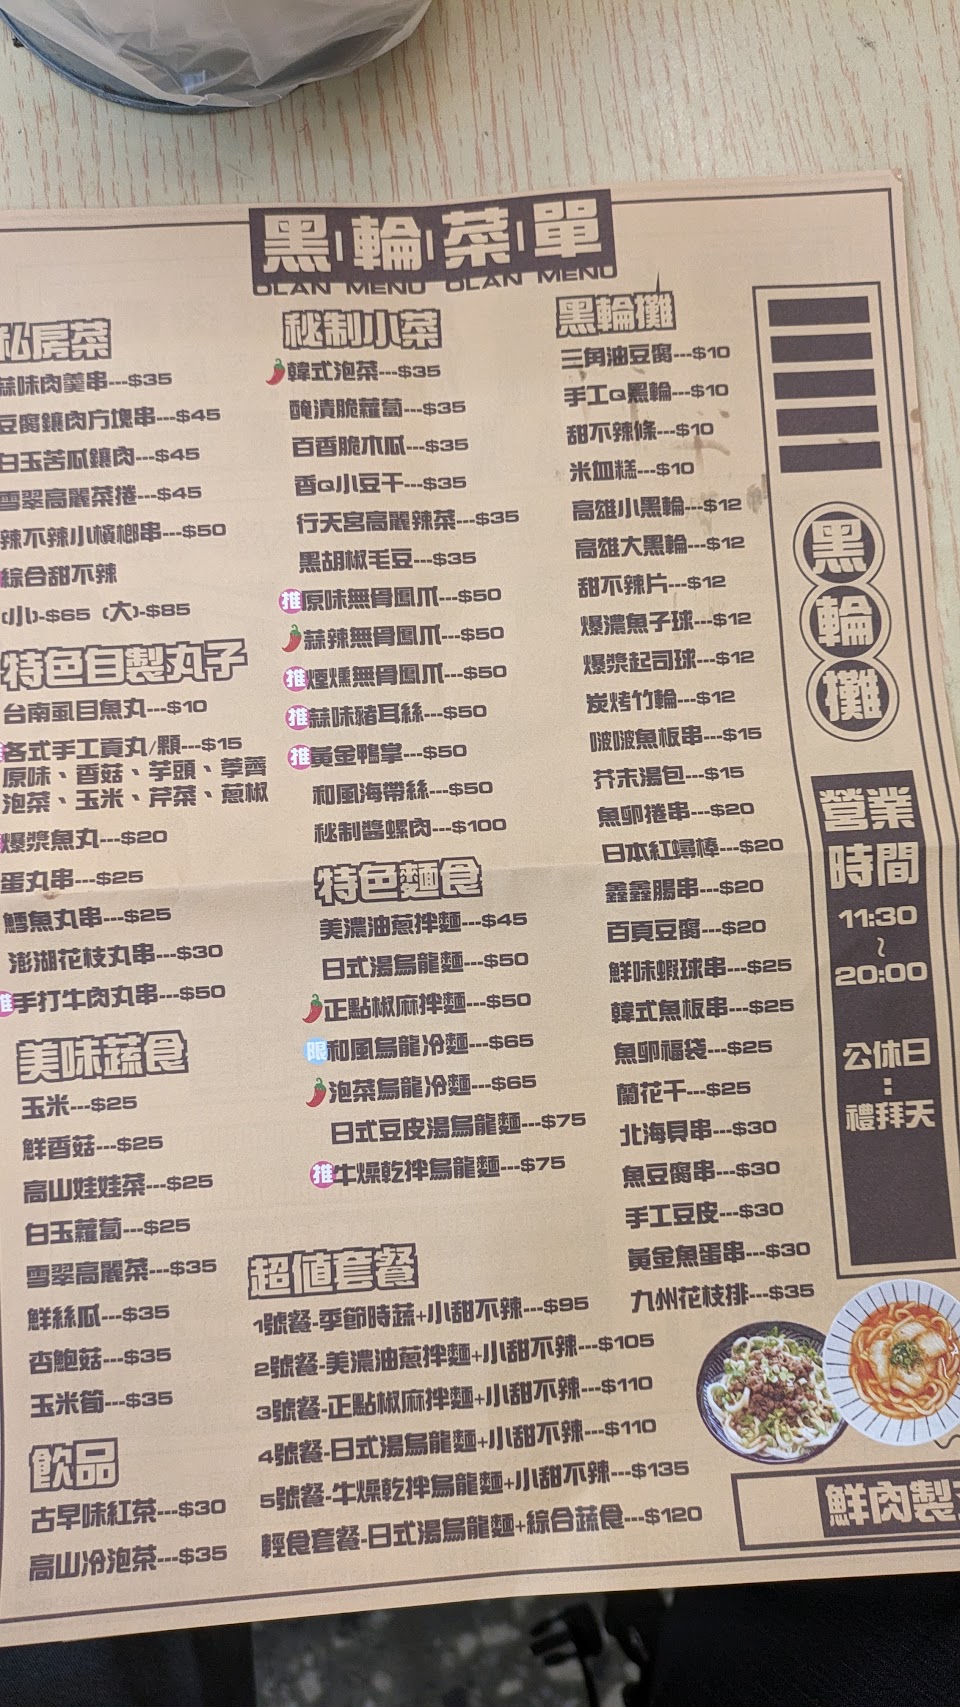 黑輪菜單
OLAN MENU OLAN MENU
私房菜
蒜味肉羹串---$35
豆腐鑲肉方塊串---$45
白玉苦瓜鑲肉---$45
雪翠高麗菜捲---$45
辣不辣小檳榔串---$50
綜合甜不辣
(小)-$65 (大)-$85
特色自製丸子
台南虱目魚丸---$10
各式手工貢丸/顆---$15
原味、香菇、芋頭、荸薺
泡菜、玉米、芹菜、蔥椒
爆漿魚丸---$20
蛋丸串---$25
鱈魚丸串---$25
澎湖花枝丸串---$30
推手打牛肉丸串---$50
美味蔬食
玉米---$25
鮮香菇---$25
高山娃娃菜---$25
白玉蘿蔔---$25
雪翠高麗菜---$35
鮮絲瓜---$35
杏鮑菇---$35
玉米筍---$35
飲品
古早味紅茶---$30
高山冷泡茶---$35
秘制小菜
韓式泡菜---$35
醃漬脆蘿蔔---$35
百香脆木瓜---$35
香Q小豆干---$35
行天宮高麗辣菜---$35
黑胡椒毛豆---$35
推原味無骨鳳爪---$50
蒜辣無骨鳳爪---$50
推煙燻無骨鳳爪---$50
推蒜味豬耳絲---$50
推黃金鴨掌---$50
和風海帶絲---$50
秘制醬螺肉---$100
特色麵食
美濃油蔥拌麵---$45
日式湯烏龍麵---$50
正點椒麻拌麵---$50
限和風烏龍冷麵---$65
泡菜烏龍冷麵---$65
日式豆皮湯烏龍麵---$75
推牛燥乾拌烏龍麵---$75
超值套餐
1號餐-季節時蔬+小甜不辣---$95
2號餐-美濃油蔥拌麵+小甜不辣---$105
3號餐-正點椒麻拌麵+小甜不辣---$110
4號餐-日式湯烏龍麵+小甜不辣---$110
5號餐-牛燥乾拌烏龍麵+小甜不辣---$135
輕食套餐-日式湯烏龍麵+綜合蔬食---$120
黑輪攤
三角油豆腐---$10
手工Q黑輪---$10
甜不辣條---$10
米血糕---$10
高雄小黑輪---$12
高雄大黑輪---$12
甜不辣片---$12
爆濃魚子球---$12
爆漿起司球---$12
炭烤竹輪---$12
啵啵魚板串---$15
芥末湯包---$15
魚卵捲串---$20
日本紅蟳棒---$20
鑫鑫腸串---$20
百頁豆腐---$20
鮮味蝦球串---$25
韓式魚板串---$25
魚卵福袋---$25
蘭花干---$25
北海貝串---$30
魚豆腐串---$30
手工豆皮---$30
黃金魚蛋串---$30
九州花枝排---$35
黑輪攤
營業
時間
11:30
~
20:00
公休日
:
禮拜天
鮮肉製